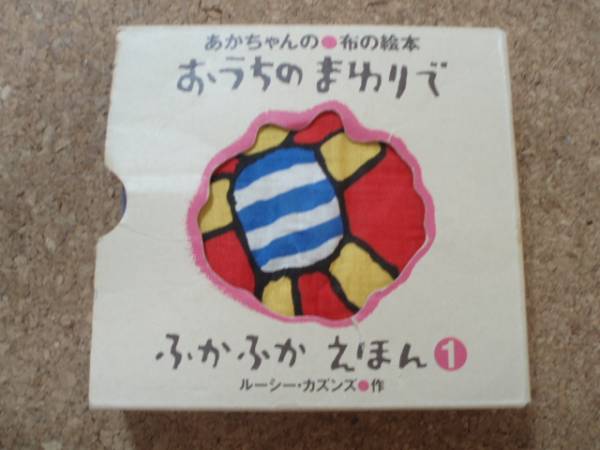 あかちゃんの●布の絵本
おうちのまわりで
ふかふか えほん1
ルーシー・カズンズ●作